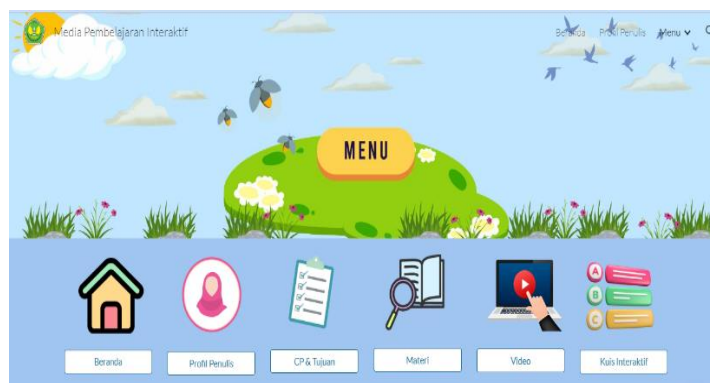 Media Pembelajaran Interaktif
Beranda Profil Penulis Menu
MENU
A
B
C
Beranda Profil Penulis CP & Tujuan Materi Video Kuis Interaktif